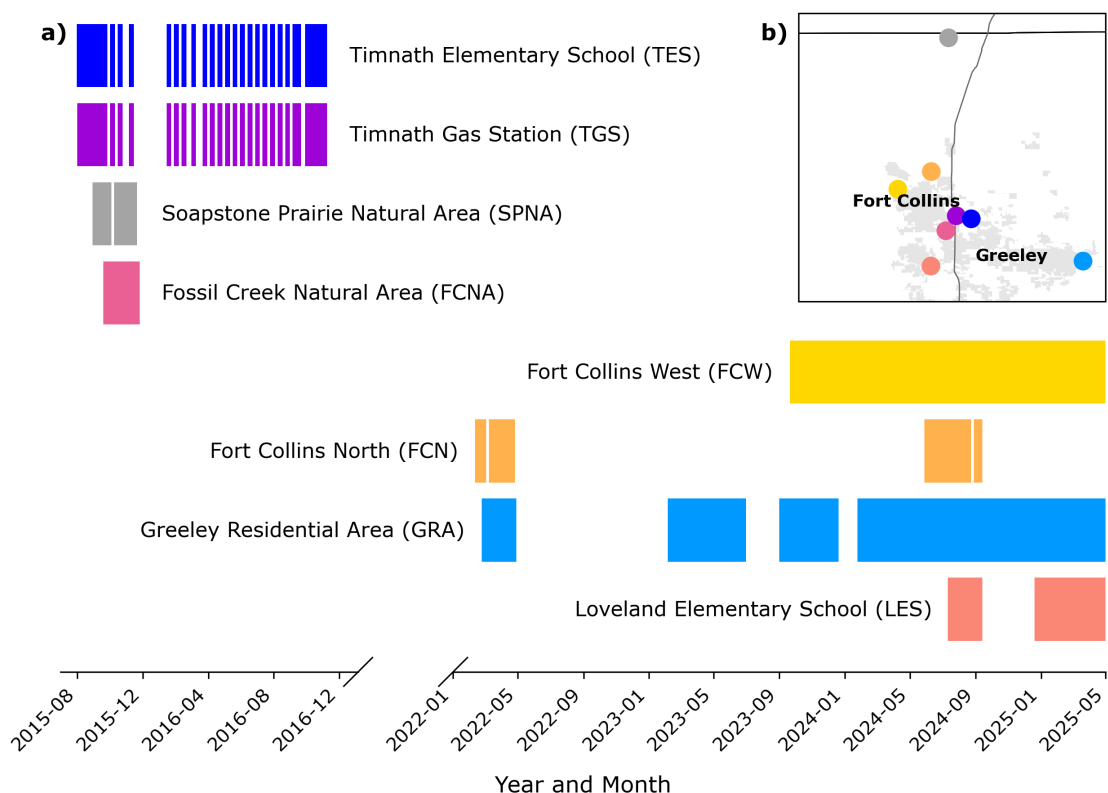 a)
Timnath Elementary School (TES)
Timnath Gas Station (TGS)
Soapstone Prairie Natural Area (SPNA)
Fossil Creek Natural Area (FCNA)
b)
Fort Collins
Greeley
Fort Collins West (FCW)
Fort Collins North (FCN)
Greeley Residential Area (GRA)
Loveland Elementary School (LES)
2015-08
2015-12
2016-04
2016-08
2016-12
2022-01
2022-05
2022-09
2023-01
2023-05
2023-09
2024-01
2024-05
2024-09
2025-01
2025-05
Year and Month